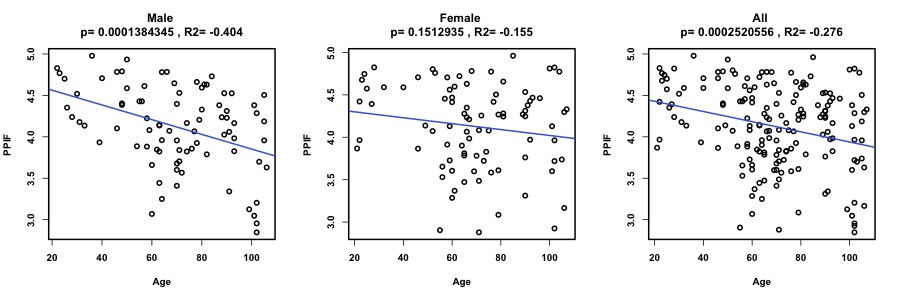 Male
p= 0.0001384345 , R2= -0.404
5.0
4.5
4.0
3.5
3.0
PPIF
20 40 60 80 100
Age
Female
p= 0.1512935 , R2= -0.155
5.0
4.5
4.0
3.5
3.0
PPIF
20 40 60 80 100
Age
All
p= 0.0002520556 , R2= -0.276
5.0
4.5
4.0
3.5
3.0
PPIF
20 40 60 80 100
Age